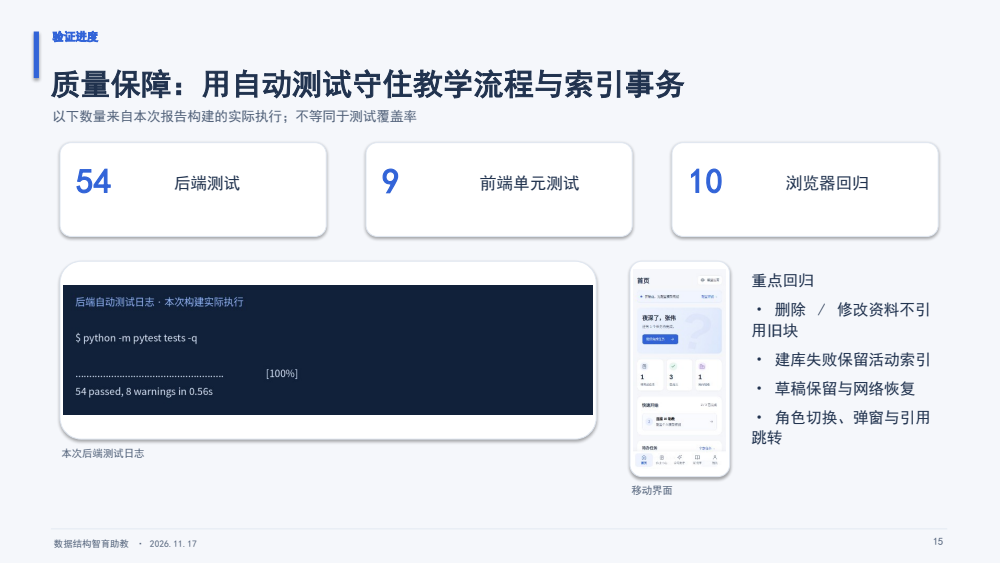 验证进度
质量保障：用自动测试守住教学流程与索引事务
以下数量来自本次报告构建的实际执行；不等同于测试覆盖率
54 后端测试
9 前端单元测试
10 浏览器回归
后端自动测试日志 · 本次构建实际执行
$ python -m pytest tests -q
...................................................... [100%]
54 passed, 8 warnings in 0.56s
本次后端测试日志
首页
夜深了，张伟
1 3 1
移动界面
重点回归
• 删除 / 修改资料不引
用旧块
• 建库失败保留活动索引
• 草稿保留与网络恢复
• 角色切换、弹窗与引用
跳转
数据结构智育助教 • 2026.11.17
15